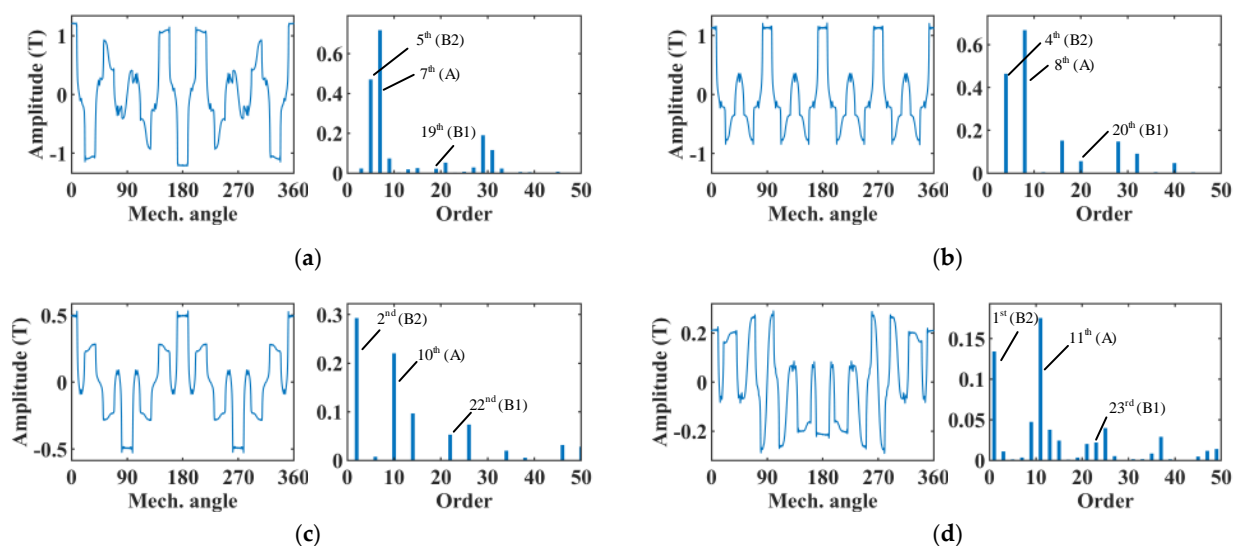 Amplitude (T)
1
0
-1
0 90 180 270 360
Mech. angle
0.6
0.4
0.2
0
5th (B2)
7th (A)
19th (B1)
0 10 20 30 40 50
Order
(a)
Amplitude (T)
1
0
-1
0 90 180 270 360
Mech. angle
0.6
0.4
0.2
0
4th (B2)
8th (A)
20th (B1)
0 10 20 30 40 50
Order
(b)
Amplitude (T)
0.5
0
-0.5
0 90 180 270 360
Mech. angle
0.3
0.2
0.1
0
2nd (B2)
10th (A)
22nd (B1)
0 10 20 30 40 50
Order
(c)
Amplitude (T)
0.2
0
-0.2
0 90 180 270 360
Mech. angle
0.15
0.10
0.05
0
1st (B2)
11th (A)
23rd (B1)
0 10 20 30 40 50
Order
(d)